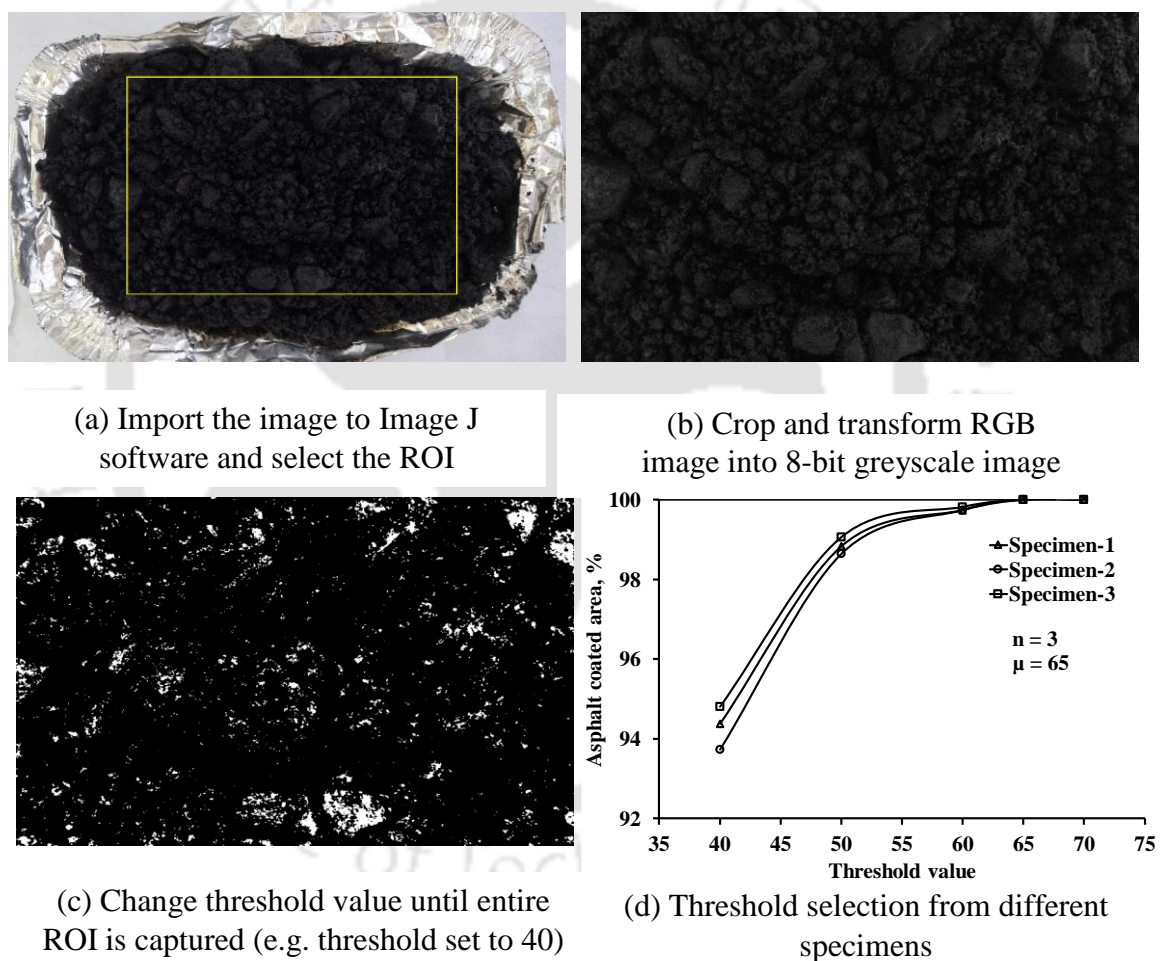 (a) Import the image to Image J
software and select the ROI
(b) Crop and transform RGB
image into 8-bit greyscale image
100
98
96
94
92
Asphalt coated area, %
Specimen-1
Specimen-2
Specimen-3
n = 3
µ = 65
35 40 45 50 55 60 65 70 75
Threshold value
(c) Change threshold value until entire
ROI is captured (e.g. threshold set to 40)
(d) Threshold selection from different
specimens